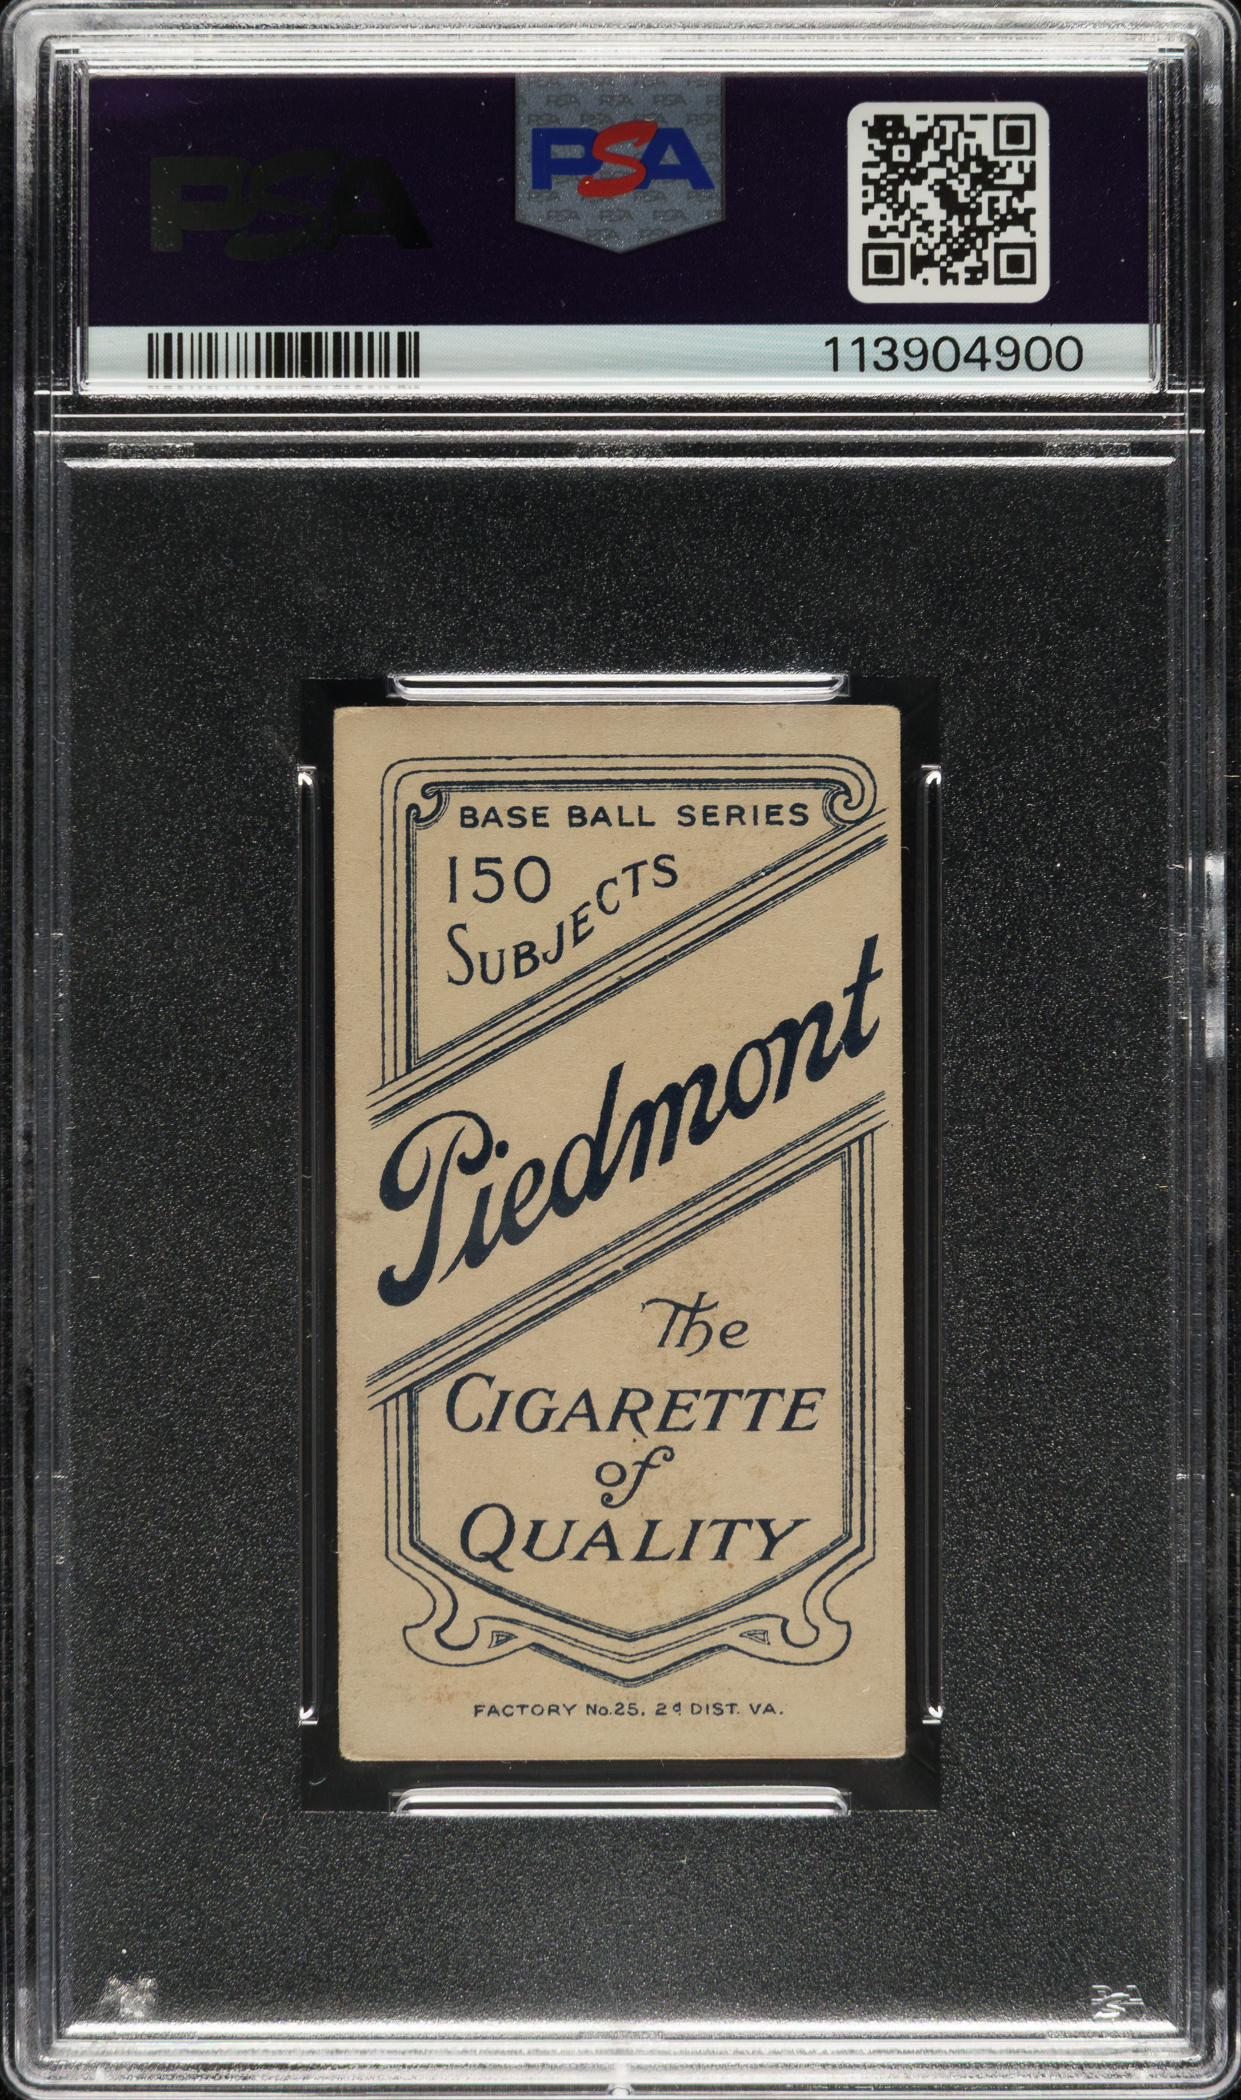 PSA
PSA
113904900
BASE BALL SERIES
150
SUBJECTS
Piedmont
The
CIGARETTE
of
QUALITY
FACTORY No.25, 2d DIST. VA.